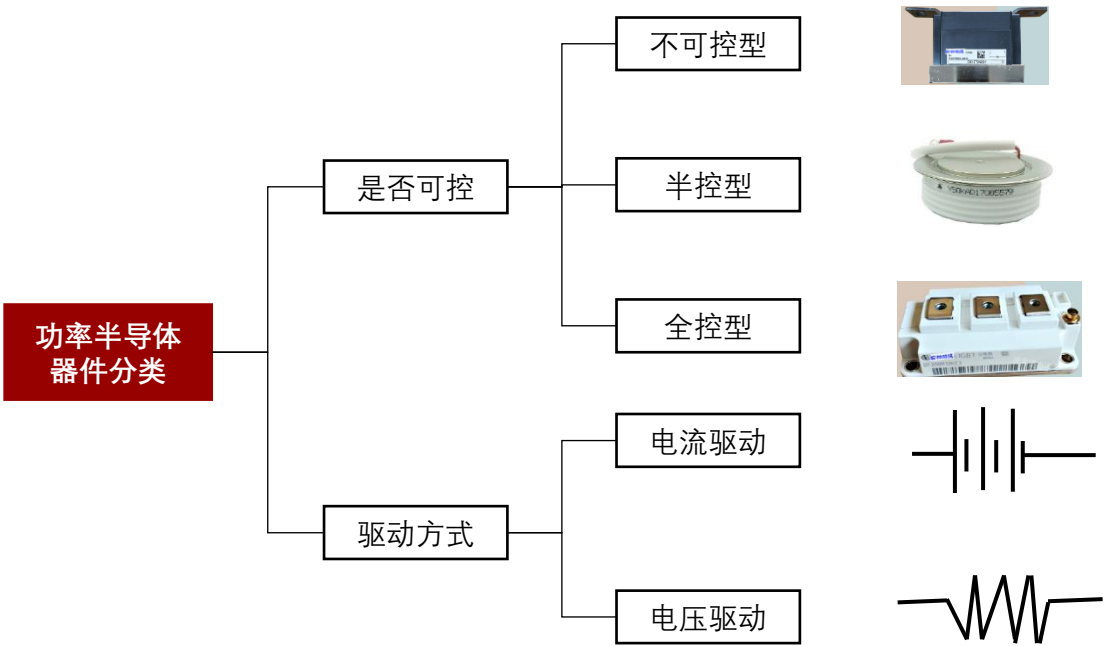 功率半导体
器件分类
是否可控
不可控型
半控型
全控型
驱动方式
电流驱动
电压驱动